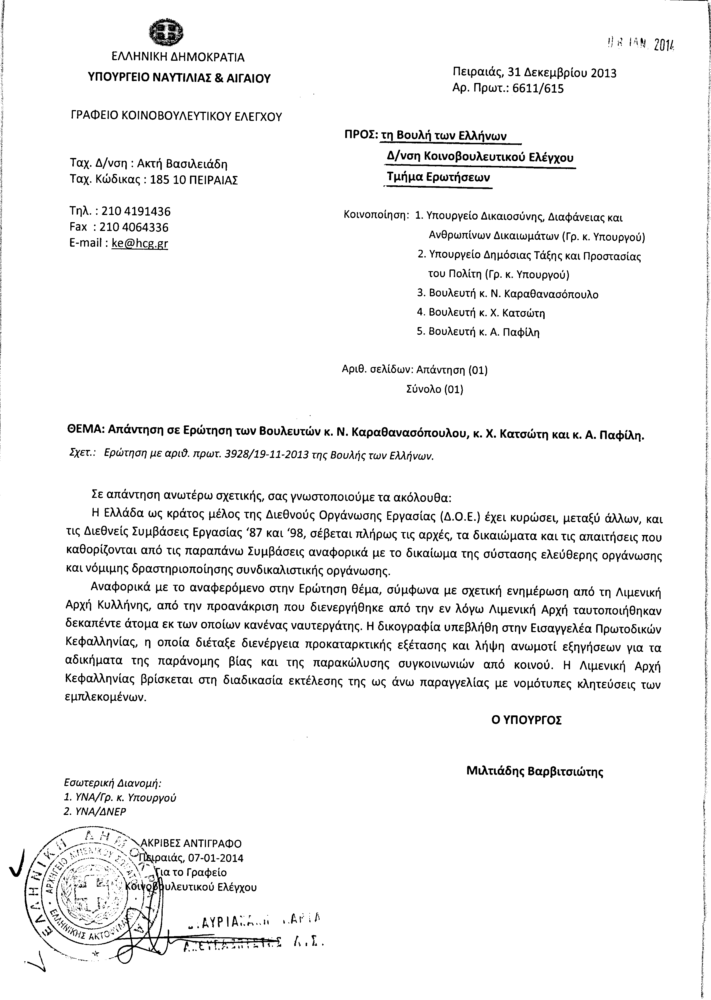 08 ΙΑΝ. 2014
ΕΛΛΗΝΙΚΗ ΔΗΜΟΚΡΑΤΙΑ
ΥΠΟΥΡΓΕΙΟ ΝΑΥΤΙΛΙΑΣ & ΑΙΓΑΙΟΥ
Πειραιάς, 31 Δεκεμβρίου 2013
Αρ. Πρωτ.: 6611/615
ΓΡΑΦΕΙΟ ΚΟΙΝΟΒΟΥΛΕΥΤΙΚΟΥ ΕΛΕΓΧΟΥ
Ταχ. Δ/νση : Ακτή Βασιλειάδη
Ταχ. Κώδικας : 185 10 ΠΕΙΡΑΙΑΣ
Τηλ. : 210 4191436
Fax : 210 4064336
E-mail : ke@hcg.gr
ΠΡΟΣ: τη Βουλή των Ελλήνων
Δ/νση Κοινοβουλευτικού Ελέγχου
Τμήμα Ερωτήσεων
Κοινοποίηση: 1. Υπουργείο Δικαιοσύνης, Διαφάνειας και
Ανθρωπίνων Δικαιωμάτων (Γρ. κ. Υπουργού)
2. Υπουργείο Δημόσιας Τάξης και Προστασίας
του Πολίτη (Γρ. κ. Υπουργού)
3. Βουλευτή κ. Ν. Καραθανασόπουλο
4. Βουλευτή κ. Χ. Κατσώτη
5. Βουλευτή κ. Α. Παφίλη
Αριθ. σελίδων: Απάντηση (01)
Σύνολο (01)
ΘΕΜΑ: Απάντηση σε Ερώτηση των Βουλευτών κ. Ν. Καραθανασόπουλου, κ. Χ. Κατσώτη και κ. Α. Παφίλη.
Σχετ.: Ερώτηση με αριθ. πρωτ. 3928/19-11-2013 της Βουλής των Ελλήνων.
Σε απάντηση ανωτέρω σχετικής, σας γνωστοποιούμε τα ακόλουθα:
Η Ελλάδα ως κράτος μέλος της Διεθνούς Οργάνωσης Εργασίας (Δ.Ο.Ε.) έχει κυρώσει, μεταξύ άλλων, και
τις Διεθνείς Συμβάσεις Εργασίας ‘87 και ‘98, σέβεται πλήρως τις αρχές, τα δικαιώματα και τις απαιτήσεις που
καθορίζονται από τις παραπάνω Συμβάσεις αναφορικά με το δικαίωμα της σύστασης ελεύθερης οργάνωσης
και νόμιμης δραστηριοποίησης συνδικαλιστικής οργάνωσης.
Αναφορικά με το αναφερόμενο στην Ερώτηση θέμα, σύμφωνα με σχετική ενημέρωση από τη Λιμενική
Αρχή Κυλλήνης, από την προανάκριση που διενεργήθηκε από την εν λόγω Λιμενική Αρχή ταυτοποιήθηκαν
δεκαπέντε άτομα εκ των οποίων κανένας ναυτεργάτης. Η δικογραφία υπεβλήθη στην Εισαγγελέα Πρωτοδικών
Κεφαλληνίας, η οποία διέταξε διενέργεια προκαταρκτικής εξέτασης και λήψη ανωμοτί εξηγήσεων για τα
αδικήματα της παράνομης βίας και της παρακώλυσης συγκοινωνιών από κοινού. Η Λιμενική Αρχή
Κεφαλληνίας βρίσκεται στη διαδικασία εκτέλεσης της ως άνω παραγγελίας με νομότυπες κλητεύσεις των
εμπλεκομένων.
Ο ΥΠΟΥΡΓΟΣ
Μιλτιάδης Βαρβιτσιώτης
Εσωτερική Διανομή:
1. ΥΝΑ/Γρ. κ. Υπουργού
2. ΥΝΑ/ΔΝΕΡ
ΑΚΡΙΒΕΣ ΑΝΤΙΓΡΑΦΟ
Πειραιάς, 07-01-2014
Για το Γραφείο
Κοινοβουλευτικού Ελέγχου
ΕΛΛΗΝΙΚΗ ΔΗΜΟΚΡΑΤΙΑ
ΑΡΧΗΓΕΙΟ ΛΙΜΕΝΙΚΟΥ ΣΩΜΑΤΟΣ
ΕΛΛΗΝΙΚΗΣ ΑΚΤΟΦΥΛΑΚΗΣ
Λ.Σ.